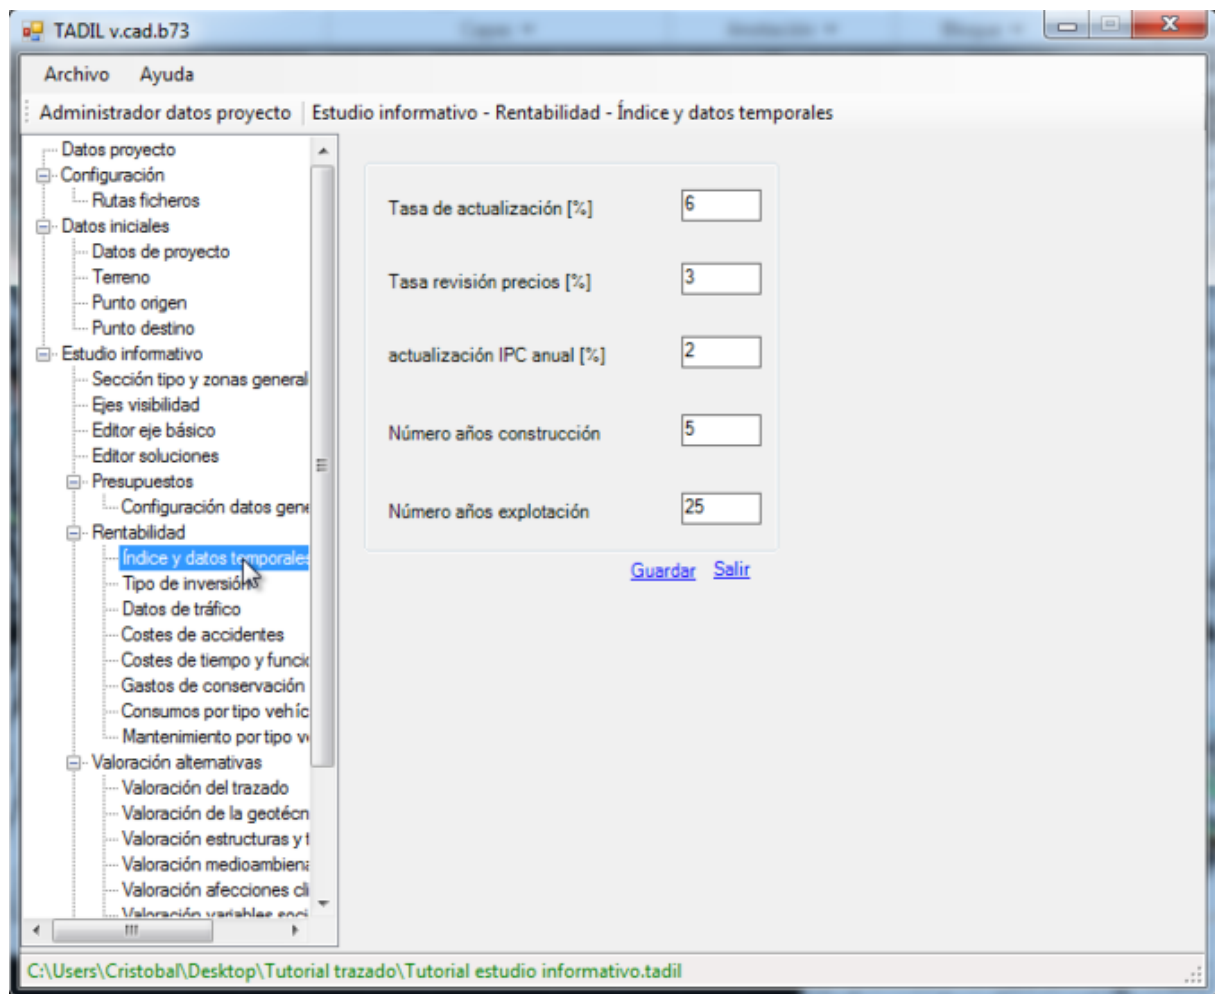 TADIL v.cad.b73
Archivo Ayuda
Administrador datos proyecto Estudio informativo - Rentabilidad - Índice y datos temporales
Datos proyecto
Configuración
Rutas ficheros
Datos iniciales
Datos de proyecto
Terreno
Punto origen
Punto destino
Estudio informativo
Sección tipo y zonas general
Ejes visibilidad
Editor eje básico
Editor soluciones
Presupuestos
Configuración datos gene
Rentabilidad
Índice y datos temporales
Tipo de inversión
Datos de tráfico
Costes de accidentes
Costes de tiempo y funcio
Gastos de conservación
Consumos por tipo vehíc
Mantenimiento por tipo v
Valoración alternativas
Valoración del trazado
Valoración de la geotécn
Valoración estructuras y t
Valoración medioambiena
Valoración afecciones cli
Valoración variables soci
Tasa de actualización [%] 6
Tasa revisión precios [%] 3
actualización IPC anual [%] 2
Número años construcción 5
Número años explotación 25
Guardar Salir
C:\Users\Cristobal\Desktop\Tutorial trazado\Tutorial estudio informativo.tadil